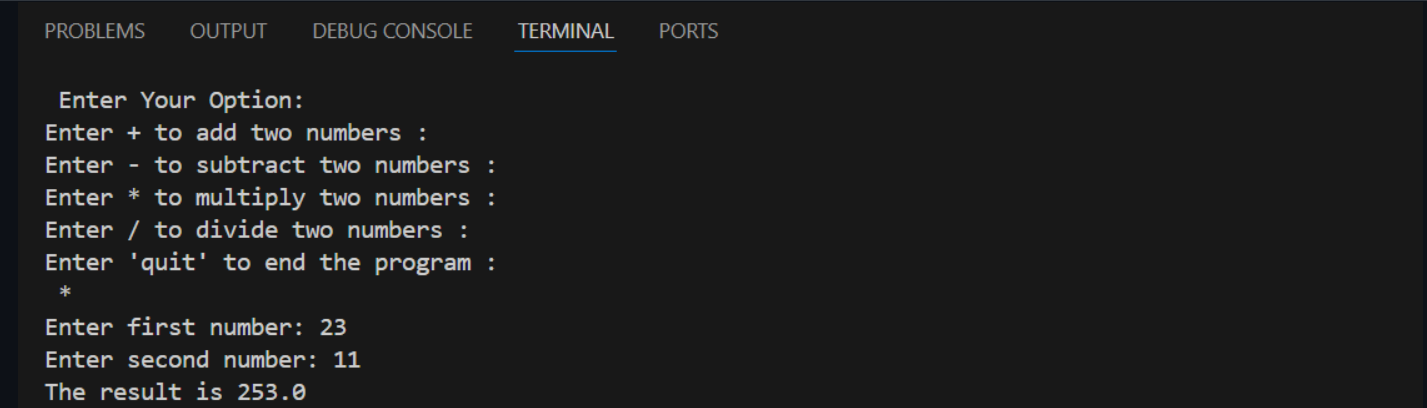 PROBLEMS OUTPUT DEBUG CONSOLE TERMINAL PORTS
Enter Your Option:
Enter + to add two numbers :
Enter - to subtract two numbers :
Enter * to multiply two numbers :
Enter / to divide two numbers :
Enter 'quit' to end the program :
*
Enter first number: 23
Enter second number: 11
The result is 253.0